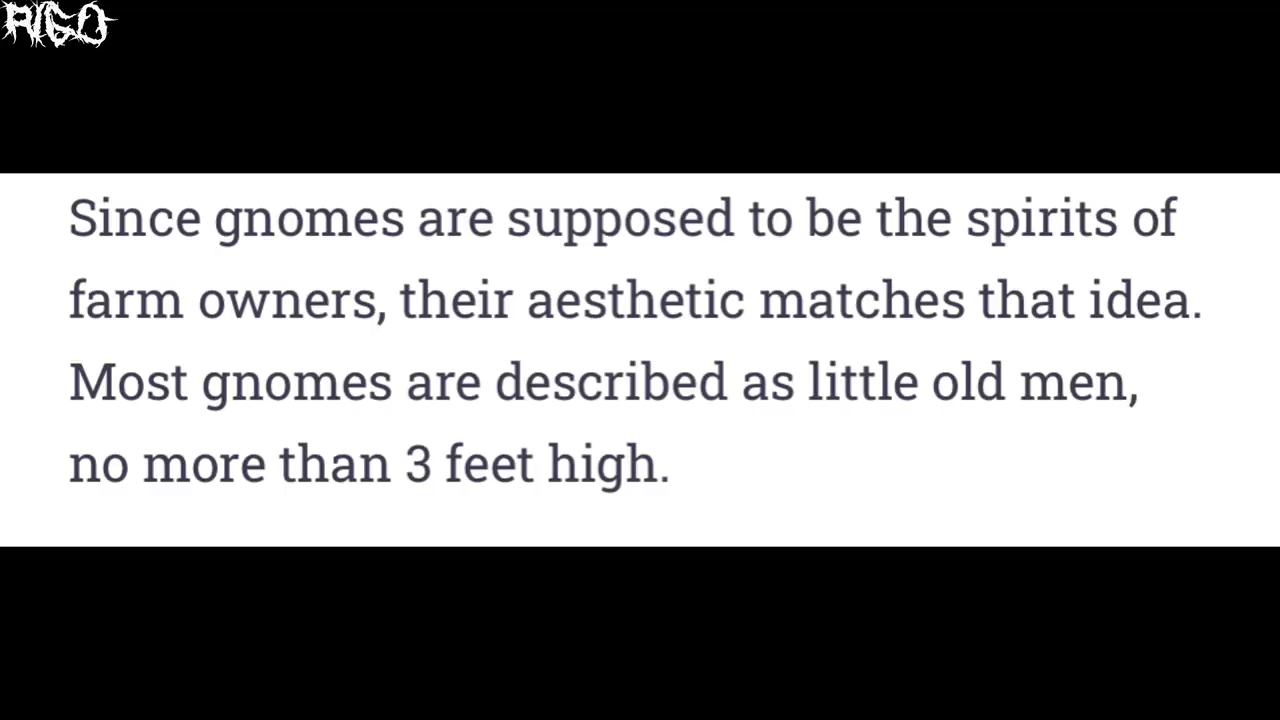 RIGO
Since gnomes are supposed to be the spirits of
farm owners, their aesthetic matches that idea.
Most gnomes are described as little old men,
no more than 3 feet high.